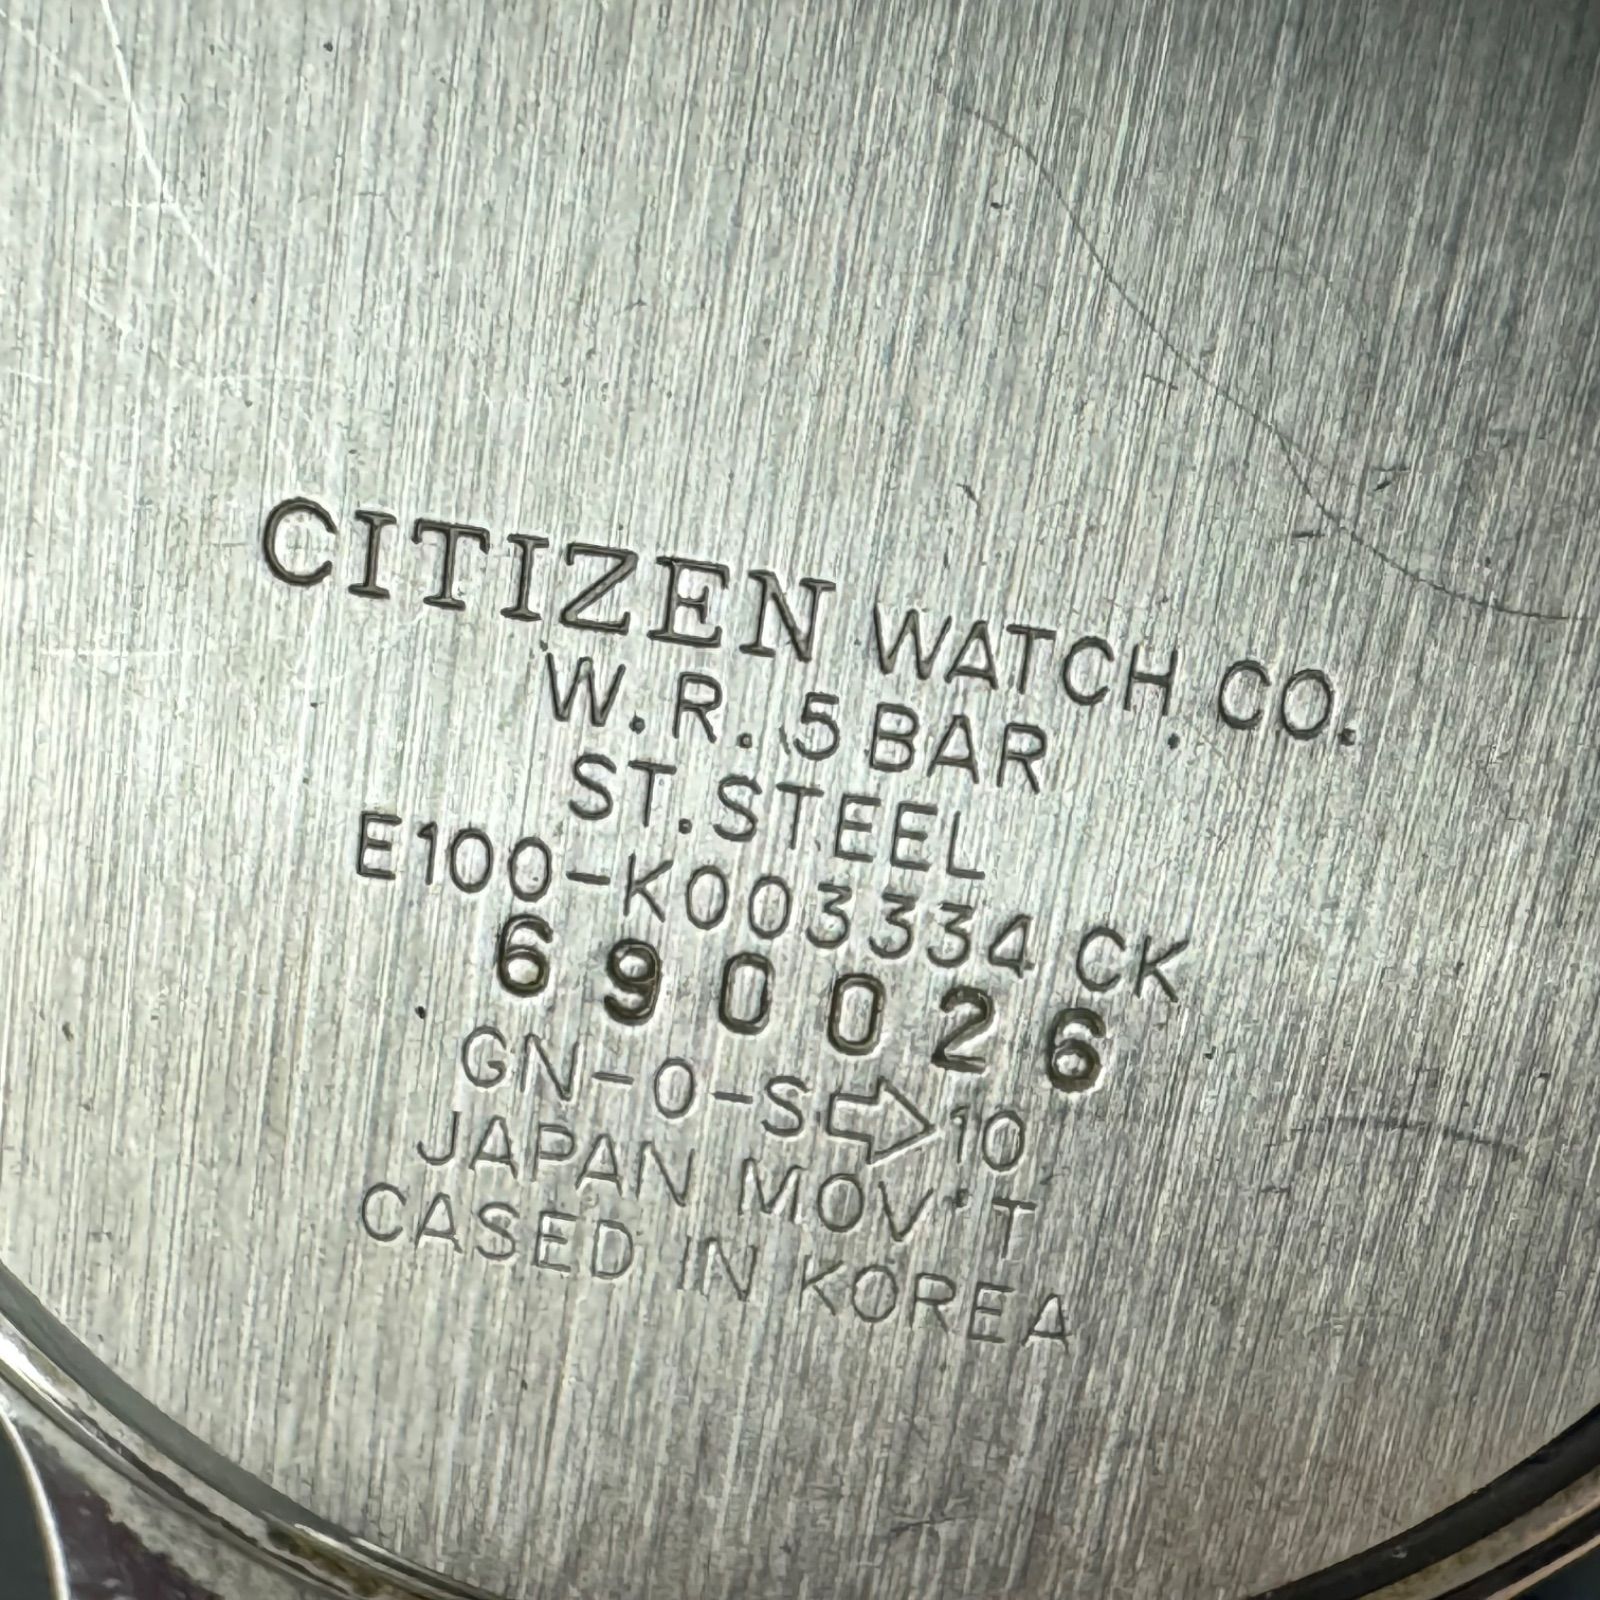 CITIZEN WATCH CO.
W.R. 5 BAR
ST. STEEL
E100-K003334 CK
690026
GN-0-S⇨10
JAPAN MOV'T
CASED IN KOREA